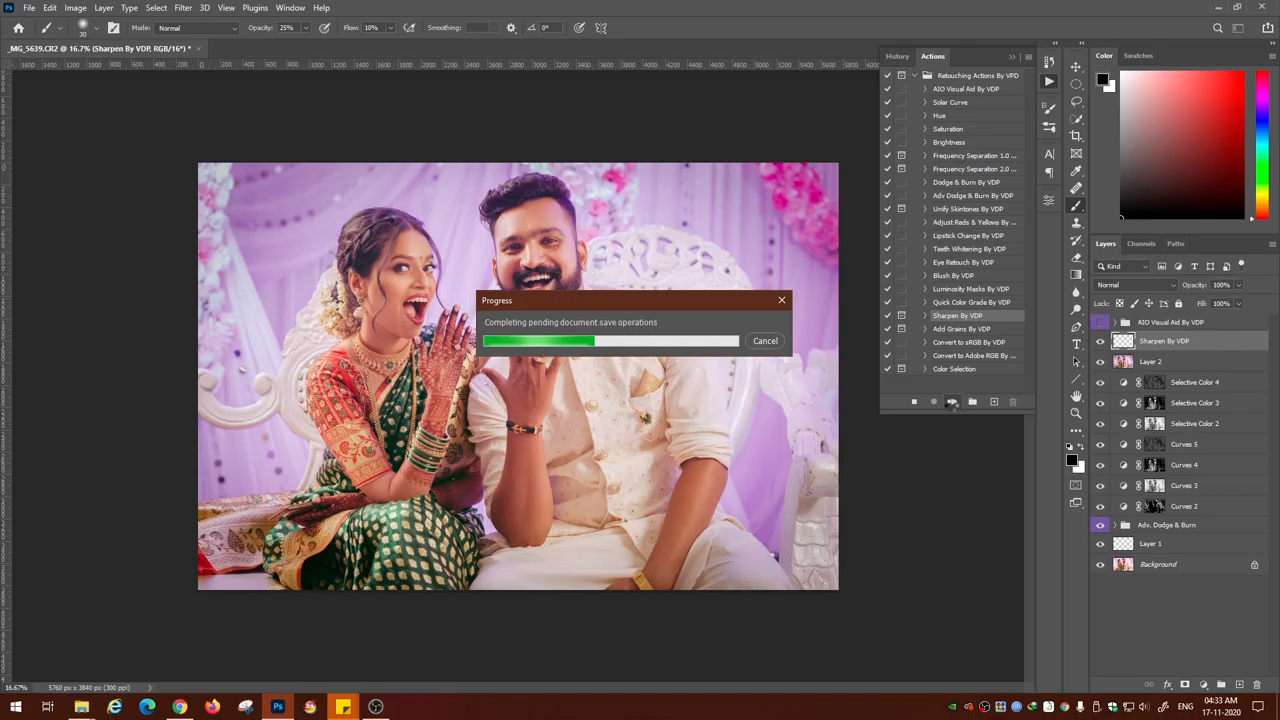 File Edit Image Layer Type Select Filter 3D View Plugins Window Help
30 Mode: Normal Opacity: 25% Flow: 10% Smoothing: 0°
_MG_5639.CR2 @ 16.7% (Sharpen By VDP, RGB/16*) *
History Actions
Retouching Actions By VPD
AIO Visual Aid By VDP
Solar Curve
Hue
Saturation
Brightness
Frequency Separation 1.0 ...
Frequency Separation 2.0 ...
Dodge & Burn By VDP
Adv Dodge & Burn By VDP
Unify Skintones By VDP
Adjust Reds & Yellows By ...
Lipstick Change By VDP
Teeth Whitening By VDP
Eye Retouch By VDP
Blush By VDP
Luminosity Masks By VDP
Quick Color Grade By VDP
Sharpen By VDP
Add Grains By VDP
Convert to sRGB By VDP
Convert to Adobe RGB By ...
Color Selection
Progress
Completing pending document save operations
Cancel
Color Swatches
Layers Channels Paths
Kind
Normal Opacity: 100%
Lock: Fill: 100%
AIO Visual Aid By VDP
Sharpen By VDP
Layer 2
Selective Color 4
Selective Color 3
Selective Color 2
Curves 5
Curves 4
Curves 3
Curves 2
Adv. Dodge & Burn
Layer 1
Background
16.67% 5760 px x 3840 px (300 ppi)
ENG 04:33 AM
17-11-2020